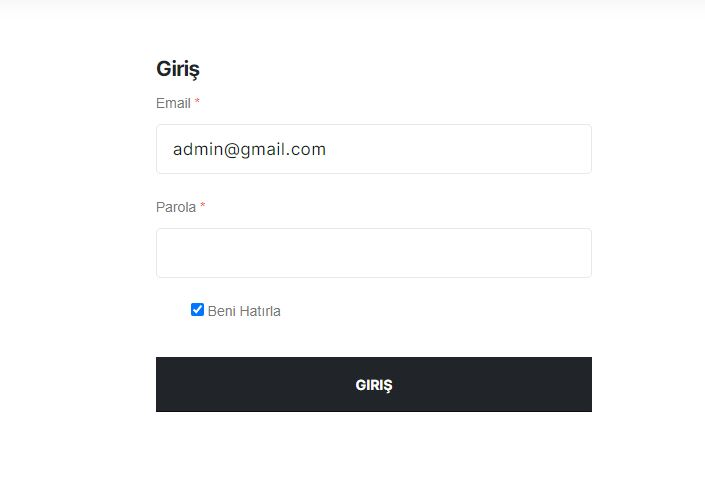 Giriş
Email *
admin@gmail.com
Parola *
Beni Hatırla
GIRIŞ